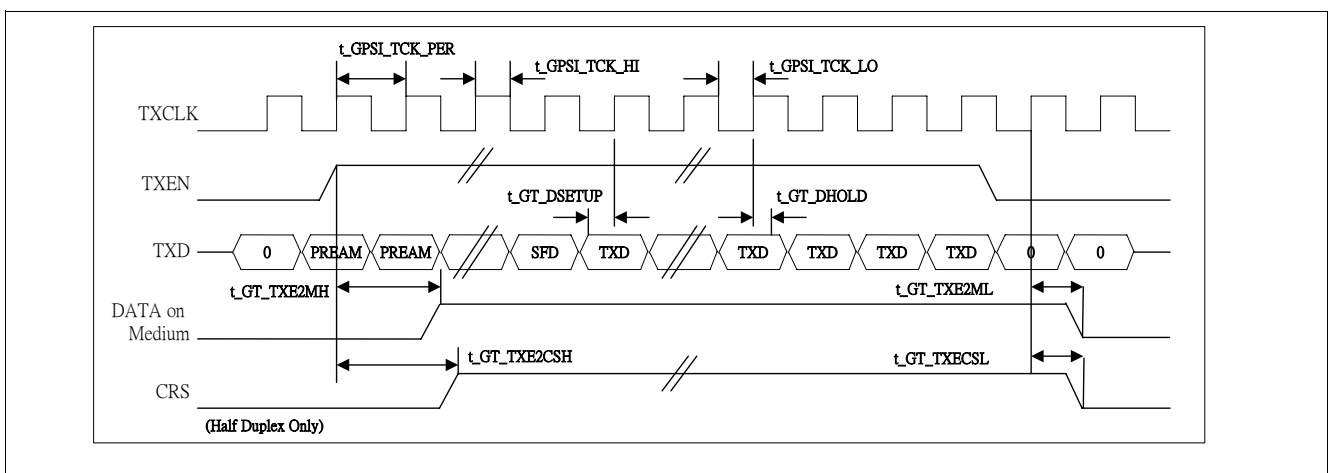 t_GPSI_TCK_PER
t_GPSI_TCK_HI
t_GPSI_TCK_LO
TXCLK
TXEN
t_GT_DSETUP
t_GT_DHOLD
TXD
0 PREAM PREAM SFD TXD TXD TXD TXD TXD 0 0
t_GT_TXE2MH
t_GT_TXE2ML
DATA on
Medium
t_GT_TXE2CSH
t_GT_TXECSL
CRS
(Half Duplex Only)